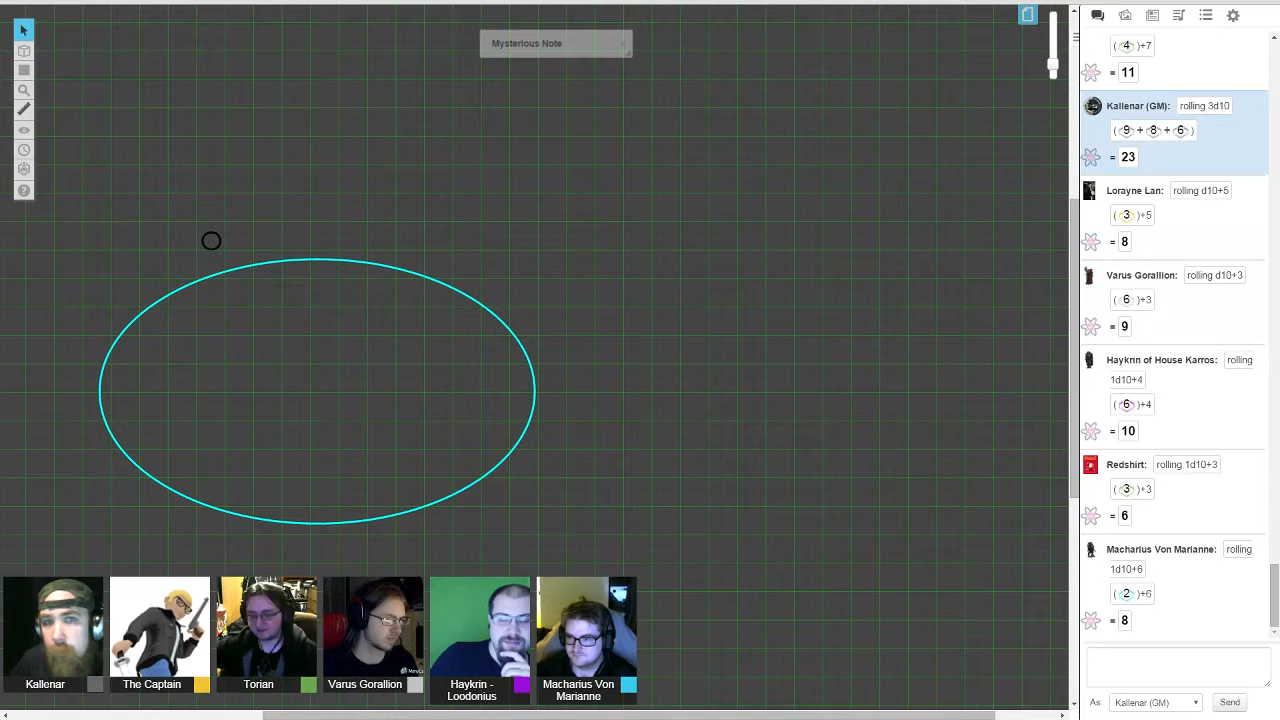 Mysterious Note
( 4 )+7
= 11
Kallenar (GM): rolling 3d10
( 9 + 8 + 6 )
= 23
Lorayne Lan: rolling d10+5
( 3 )+5
= 8
Varus Gorallion: rolling d10+3
( 6 )+3
= 9
Haykrin of House Karros: rolling
1d10+4
( 6 )+4
= 10
Redshirt: rolling 1d10+3
( 3 )+3
= 6
Macharius Von Marianne: rolling
1d10+6
( 2 )+6
= 8
As: Kallenar (GM) Send
Kallenar
The Captain
Torian
Varus Gorallion
Haykrin -
Loodonius
Macharius Von
Marianne